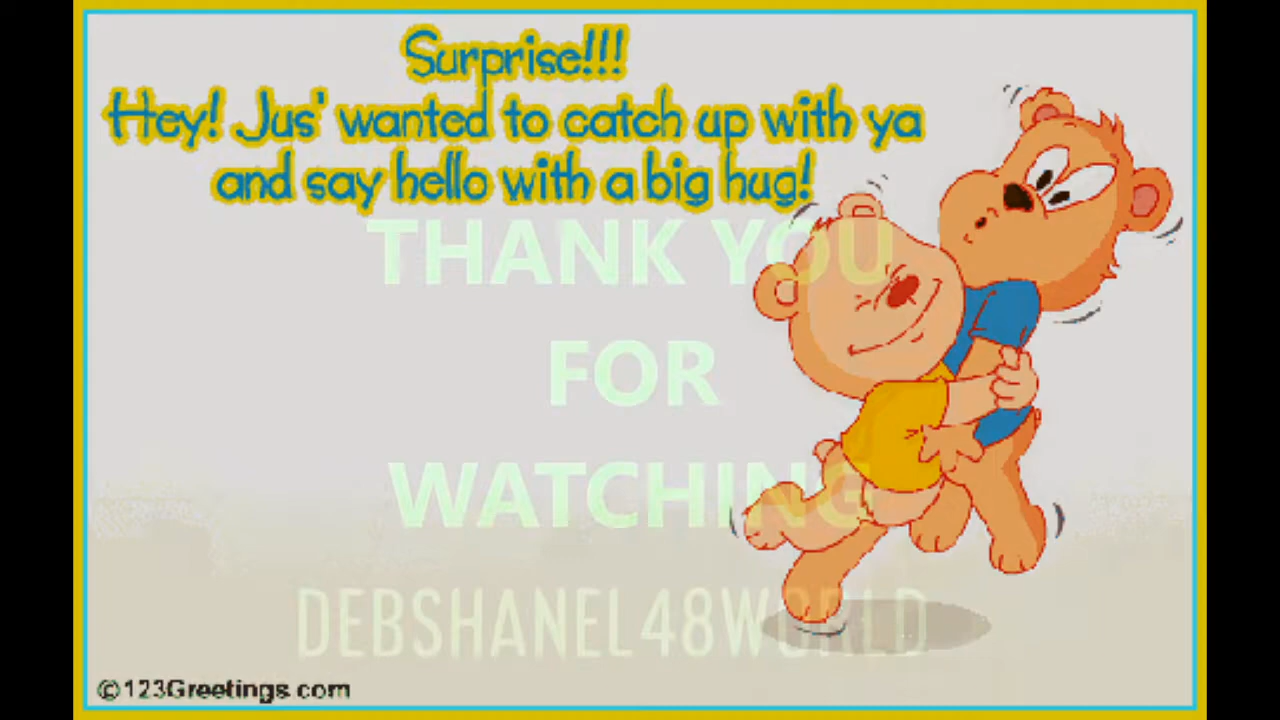 Surprise!!!
Hey! Jus' wanted to catch up with ya
and say hello with a big hug!
THANK YOU
FOR
WATCHING
DEBSHANEL48WORLD
©123Greetings.com